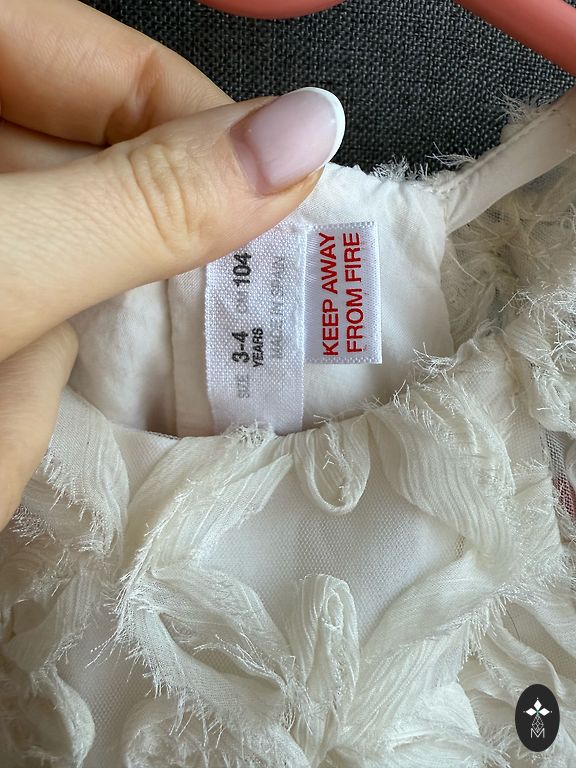 SIZE 3-4 CM 104
YEARS
MADE IN SPAIN
KEEP AWAY
FROM FIRE
M